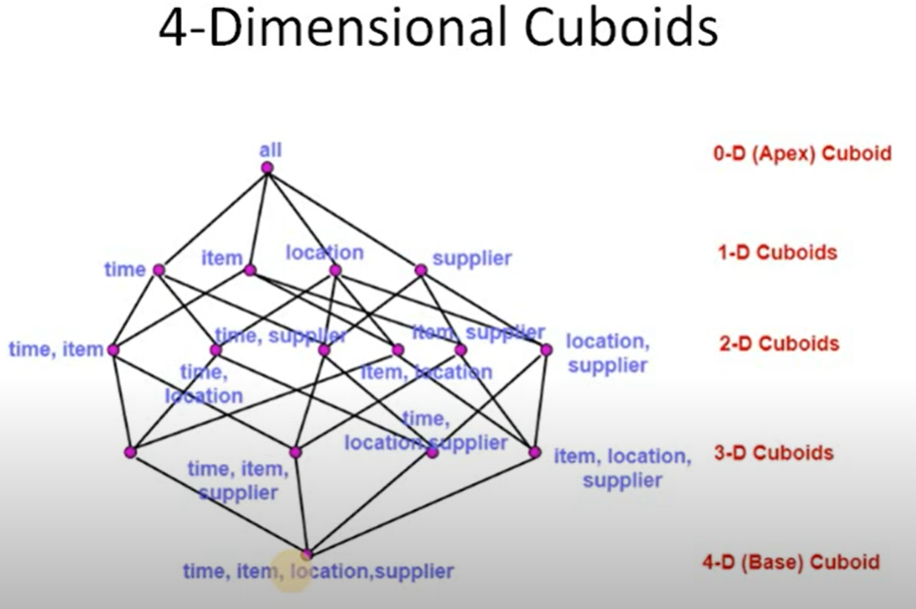 4-Dimensional Cuboids
all
0-D (Apex) Cuboid
time
item
location
supplier
1-D Cuboids
time, item
time,
location
time, supplier
item, location
item, supplier
location,
supplier
2-D Cuboids
time, item,
supplier
time,
location,supplier
item, location,
supplier
3-D Cuboids
time, item, location,supplier
4-D (Base) Cuboid